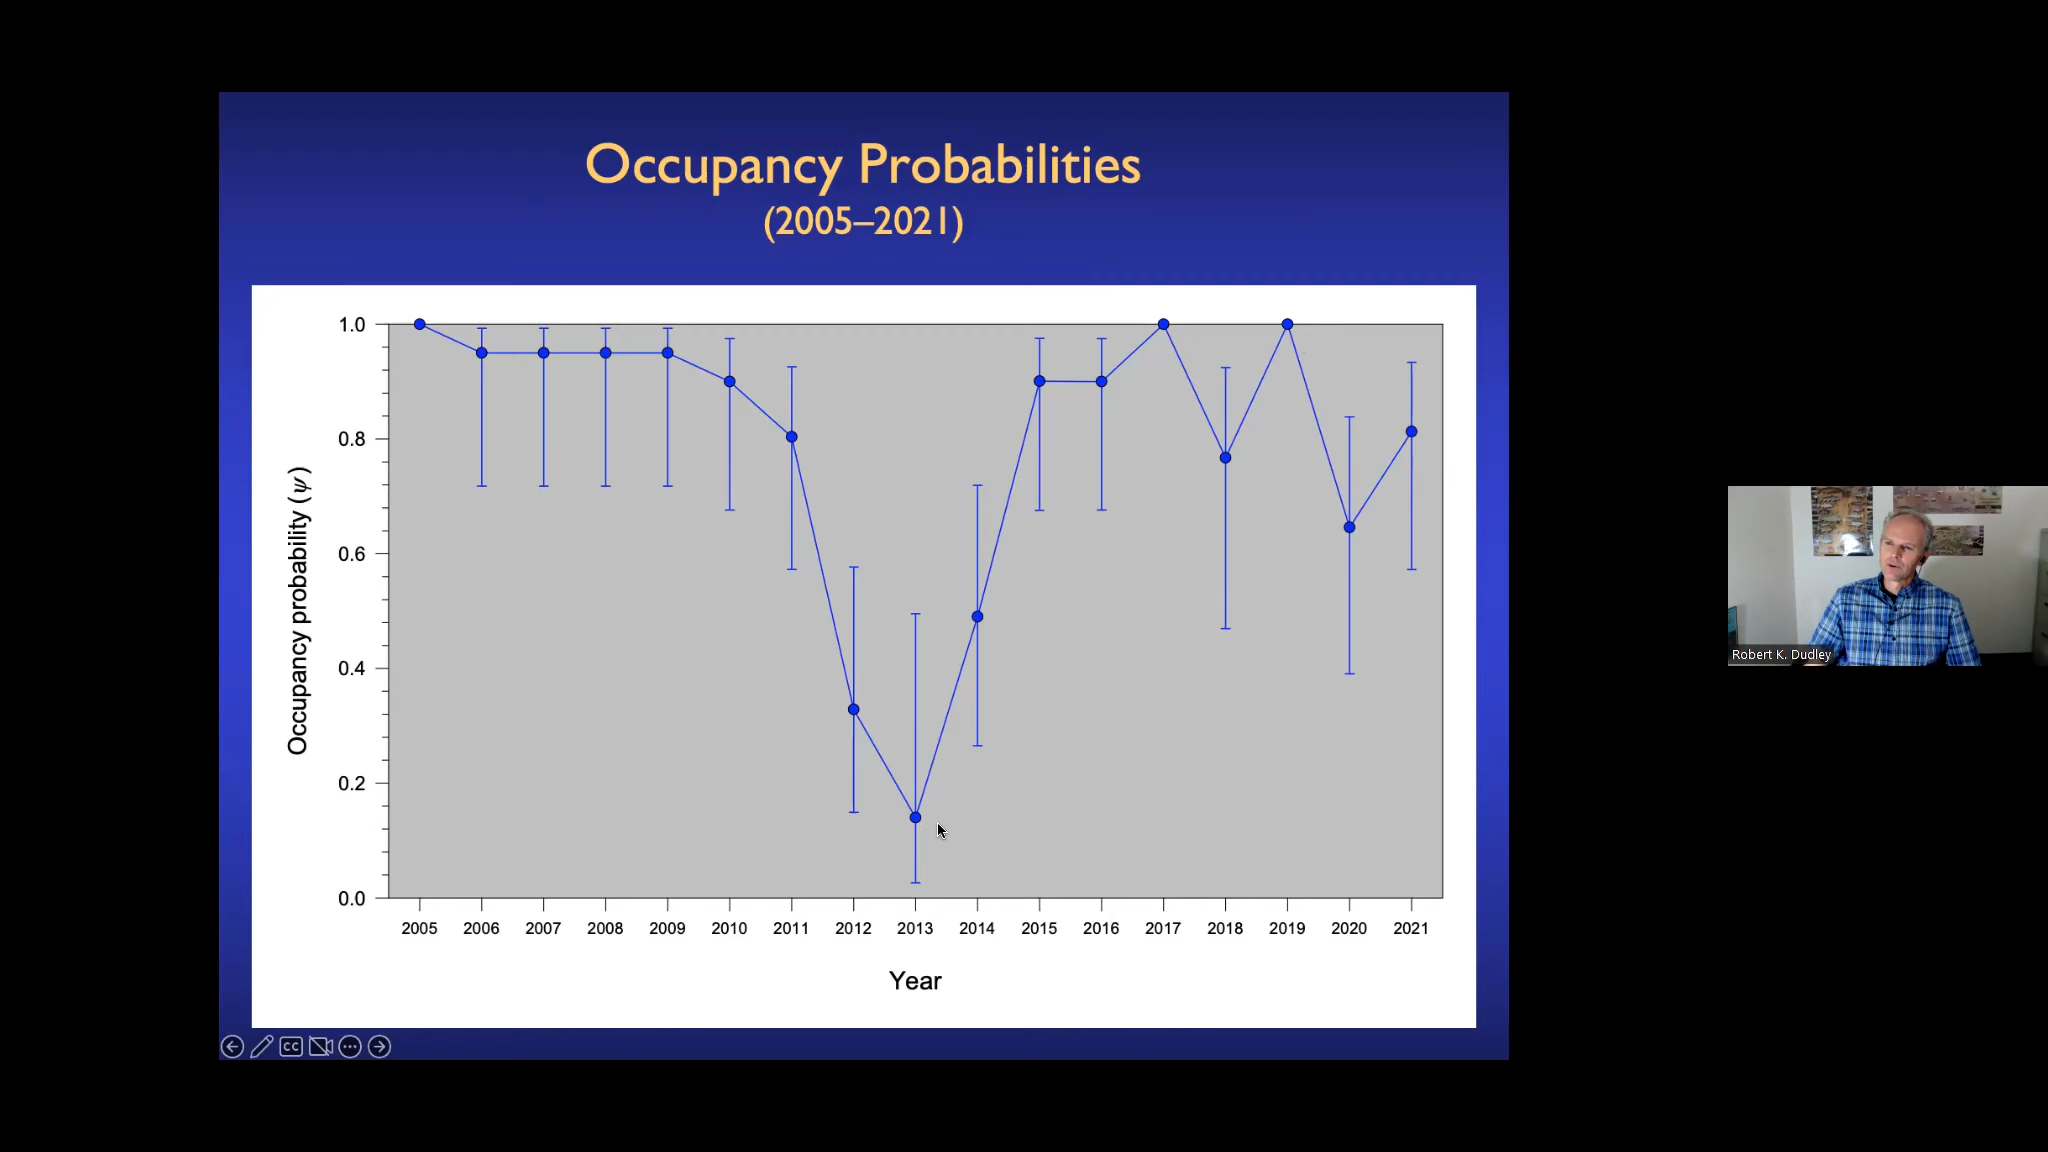 Occupancy Probabilities
(2005–2021)
Occupancy probability (ψ)
1.0
0.8
0.6
0.4
0.2
0.0
2005 2006 2007 2008 2009 2010 2011 2012 2013 2014 2015 2016 2017 2018 2019 2020 2021
Year
CC
Robert K. Dudley